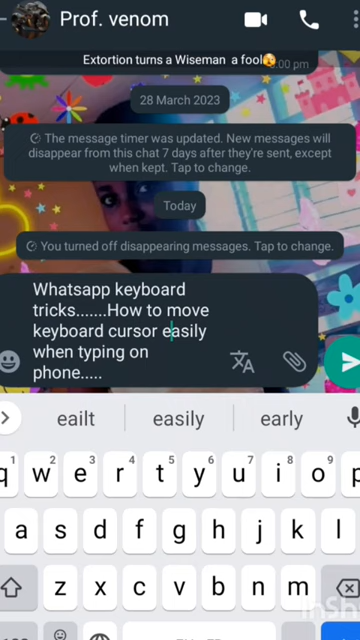 Prof. venom
Extortion turns a Wiseman a fool😱
:00 pm
28 March 2023
The message timer was updated. New messages will
disappear from this chat 7 days after they're sent, except
when kept. Tap to change.
Today
You turned off disappearing messages. Tap to change.
Whatsapp keyboard
tricks.......How to move
keyboard cursor easily
when typing on
phone.....
eailt easily early
q w e r t y u i o p
2 3 4 5 6 7 8 9
a s d f g h j k l
z x c v b n m
InSh